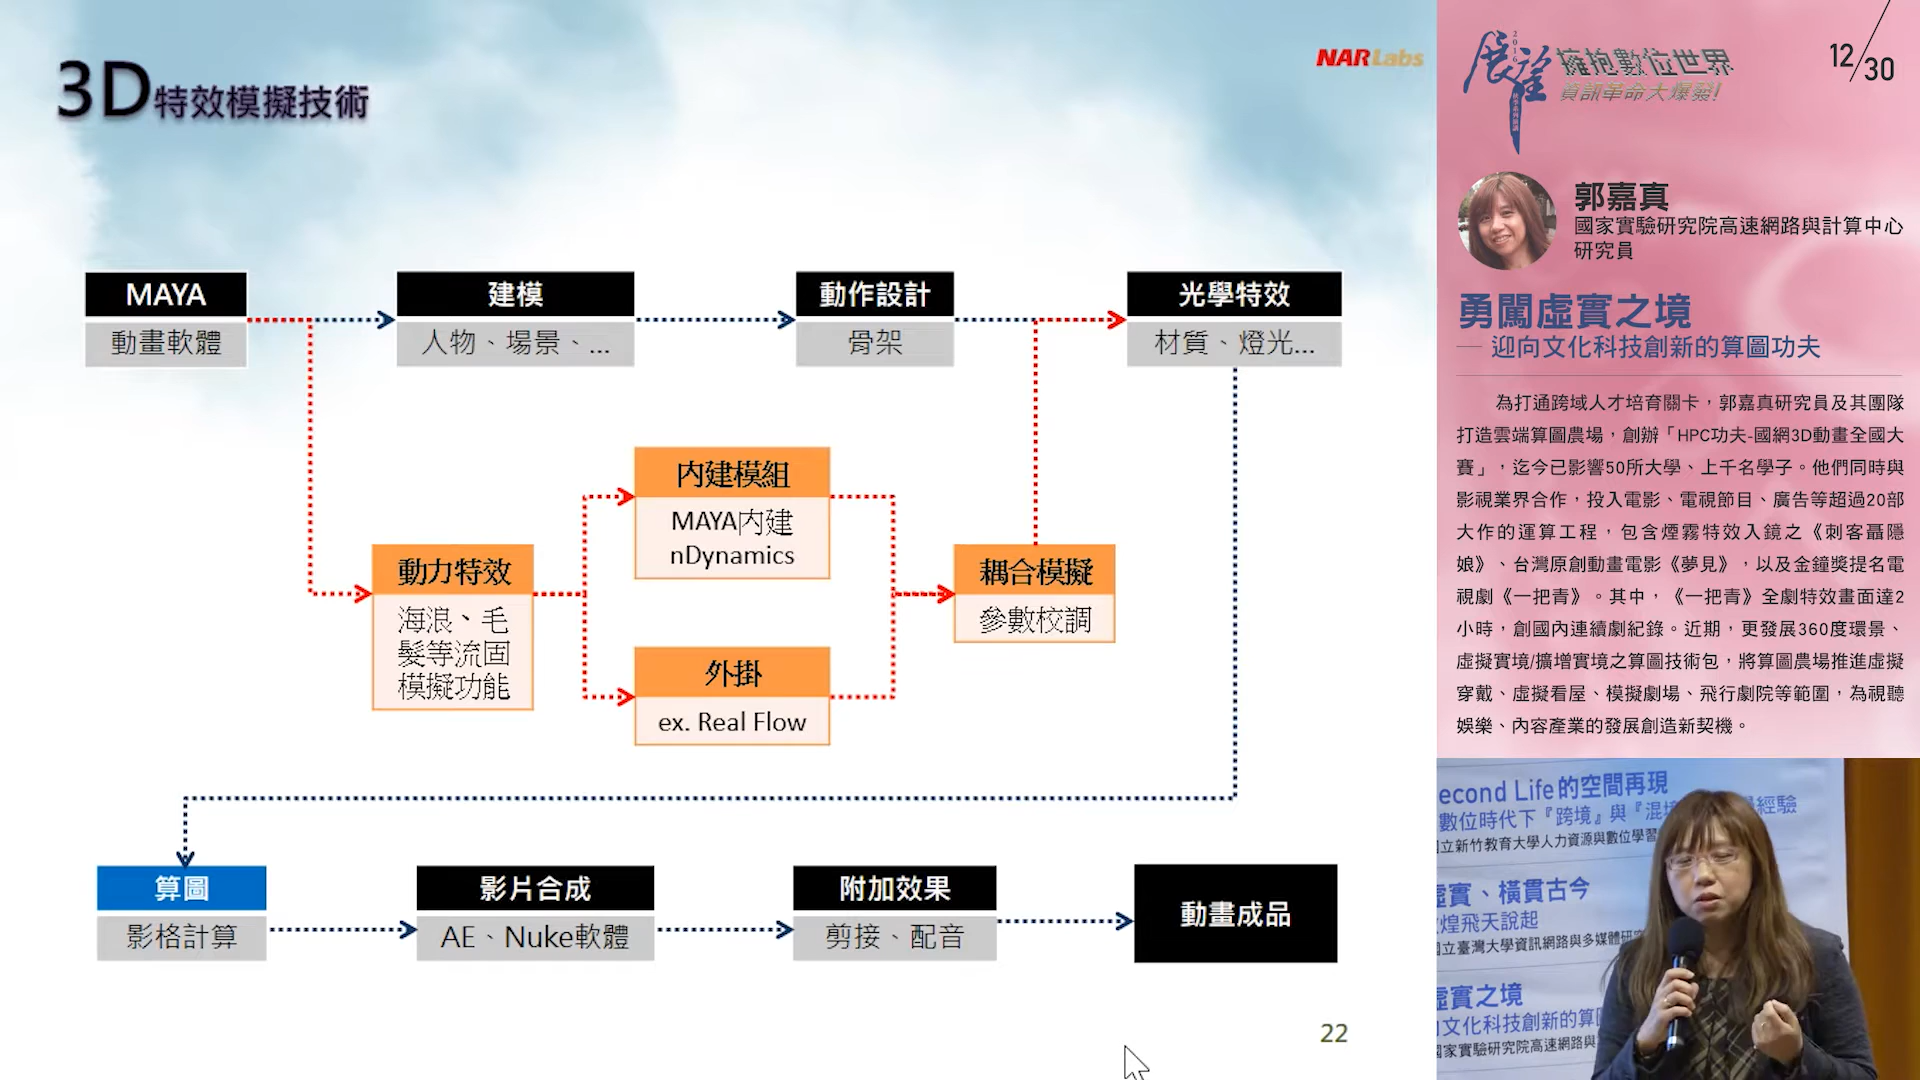 3D特效模擬技術
NARLabs
MAYA
動畫軟體
建模
人物、場景、...
動作設計
骨架
光學特效
材質、燈光...
動力特效
海浪、毛
髮等流固
模擬功能
內建模組
MAYA內建
nDynamics
外掛
ex. Real Flow
耦合模擬
參數校調
算圖
影格計算
影片合成
AE、Nuke軟體
附加效果
剪接、配音
動畫成品
22
2016
展望
秋季系列演講
擁抱數位世界
資訊革命大爆發!
12/30
郭嘉真
國家實驗研究院高速網路與計算中心
研究員
勇闖虛實之境
— 迎向文化科技創新的算圖功夫
為打通跨域人才培育關卡，郭嘉真研究員及其團隊
打造雲端算圖農場，創辦「HPC功夫-國網3D動畫全國大
賽」，迄今已影響50所大學、上千名學子。他們同時與
影視業界合作，投入電影、電視節目、廣告等超過20部
大作的運算工程，包含煙霧特效入鏡之《刺客聶隱
娘》、台灣原創動畫電影《夢見》，以及金鐘獎提名電
視劇《一把青》。其中，《一把青》全劇特效畫面達2
小時，創國內連續劇紀錄。近期，更發展360度環景、
虛擬實境/擴增實境之算圖技術包，將算圖農場推進虛擬
穿戴、虛擬看屋、模擬劇場、飛行劇院等範圍，為視聽
娛樂、內容產業的發展創造新契機。
econd Life的空間再現
數位時代下『跨境』與『混境
經驗
國立新竹教育大學人力資源與數位學習
虛實、橫貫古今
煌飛天說起
國立臺灣大學資訊網路與多媒體研
虛實之境
向文化科技創新的算
國家實驗研究院高速網路與